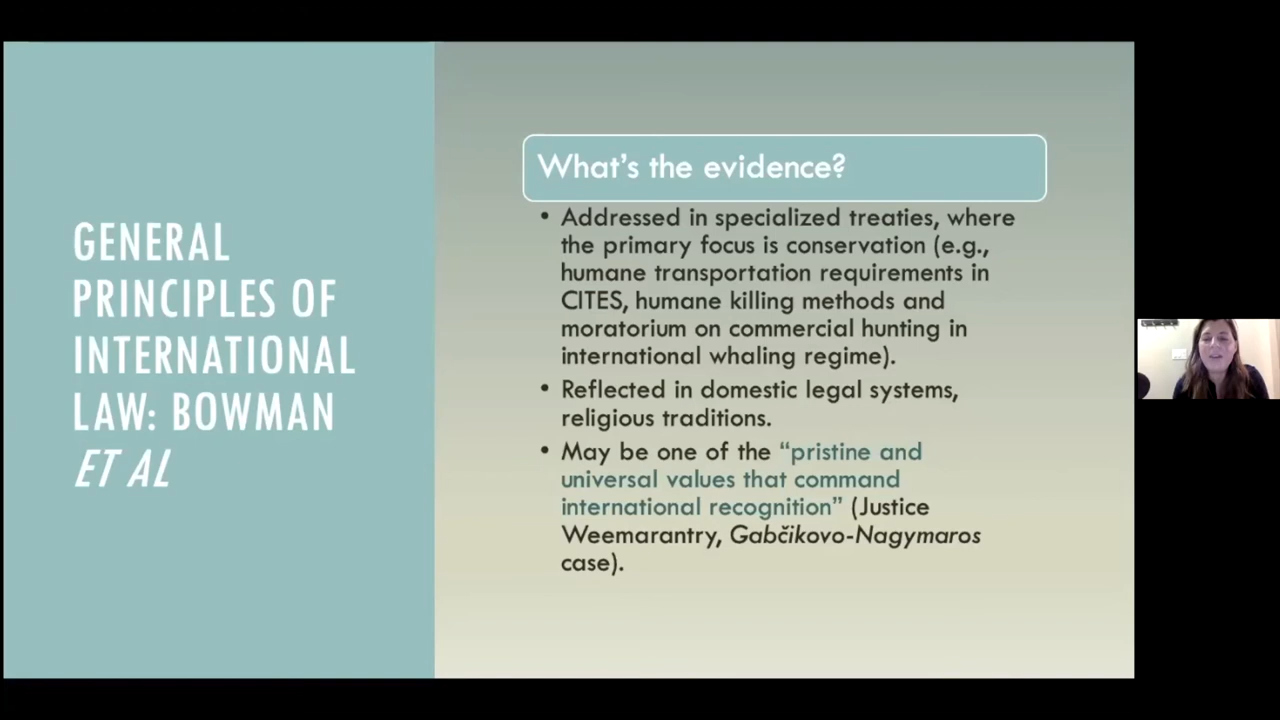 GENERAL
PRINCIPLES OF
INTERNATIONAL
LAW: BOWMAN
ET AL
What's the evidence?
• Addressed in specialized treaties, where
the primary focus is conservation (e.g.,
humane transportation requirements in
CITES, humane killing methods and
moratorium on commercial hunting in
international whaling regime).
• Reflected in domestic legal systems,
religious traditions.
• May be one of the “pristine and
universal values that command
international recognition” (Justice
Weemarantry, Gabčikovo-Nagymaros
case).